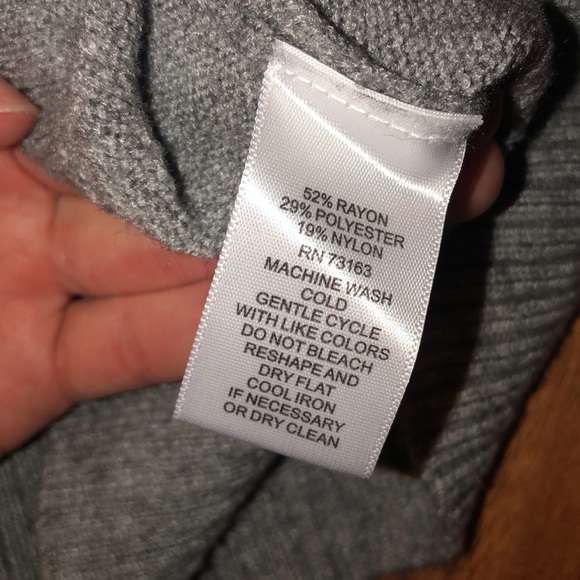 52% RAYON
29% POLYESTER
19% NYLON
RN 73163
MACHINE WASH
COLD
GENTLE CYCLE
WITH LIKE COLORS
DO NOT BLEACH
RESHAPE AND
DRY FLAT
COOL IRON
IF NECESSARY
OR DRY CLEAN